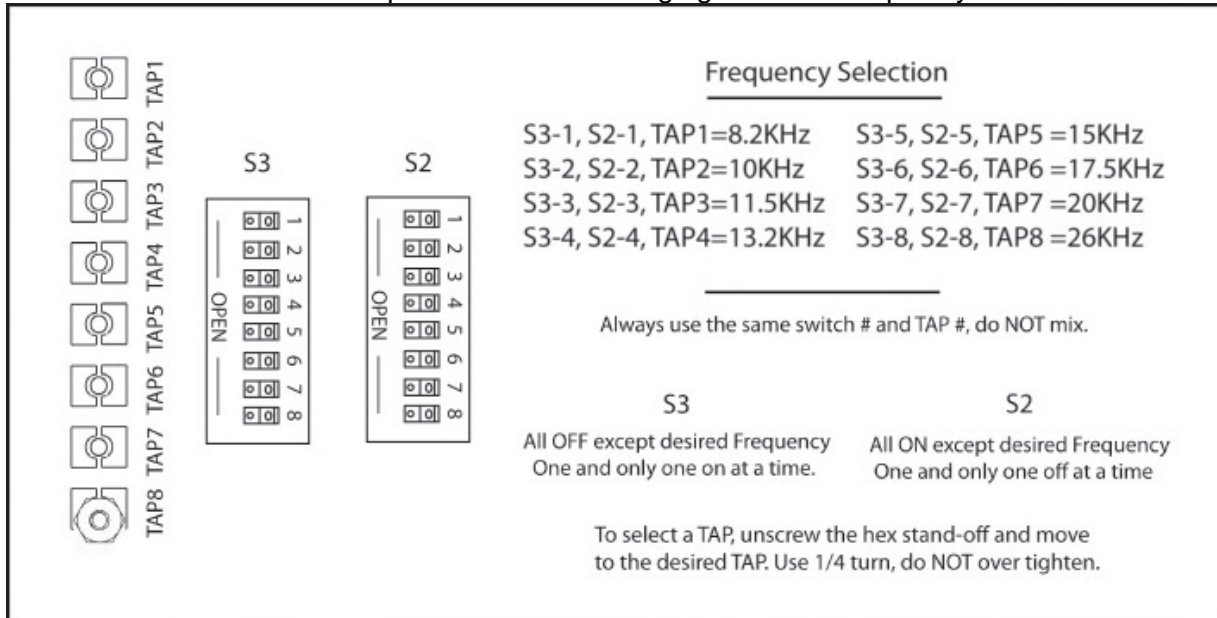 TAP1
TAP2
TAP3
TAP4
TAP5
TAP6
TAP7
TAP8
S3
OPEN
1
2
3
4
5
6
7
8
S2
OPEN
1
2
3
4
5
6
7
8
Frequency Selection
S3-1, S2-1, TAP1=8.2KHz
S3-2, S2-2, TAP2=10KHz
S3-3, S2-3, TAP3=11.5KHz
S3-4, S2-4, TAP4=13.2KHz
S3-5, S2-5, TAP5 =15KHz
S3-6, S2-6, TAP6 =17.5KHz
S3-7, S2-7, TAP7 =20KHz
S3-8, S2-8, TAP8 =26KHz
Always use the same switch # and TAP #, do NOT mix.
S3
All OFF except desired Frequency
One and only one on at a time.
S2
All ON except desired Frequency
One and only one off at a time
To select a TAP, unscrew the hex stand-off and move
to the desired TAP. Use 1/4 turn, do NOT over tighten.